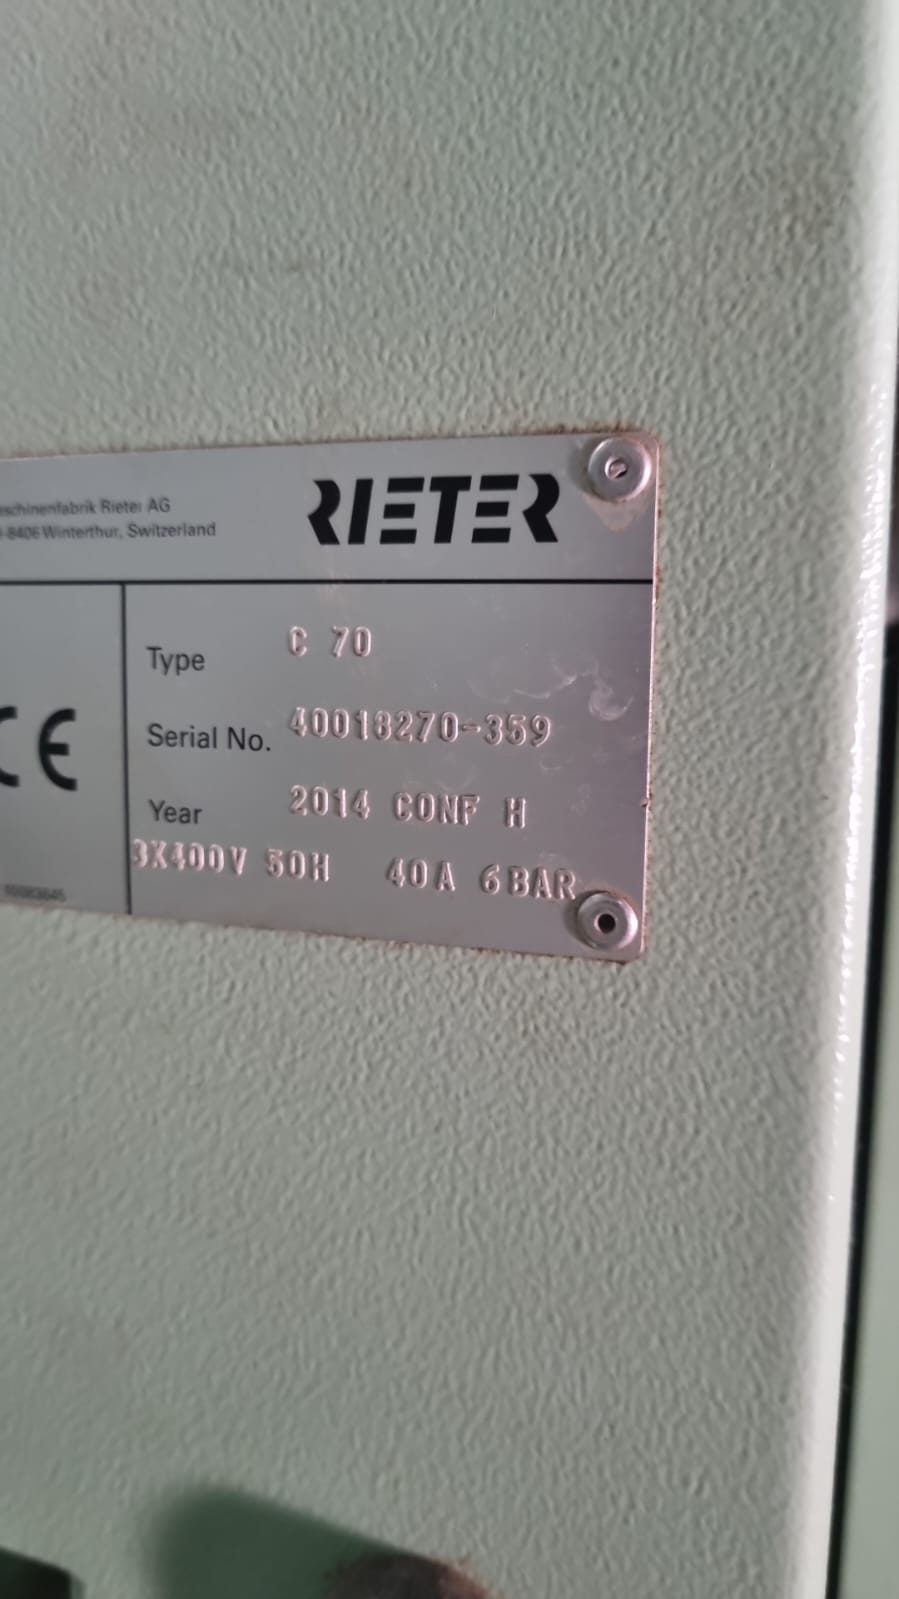 aschinenfabrik Rieter AG
-8406 Winterthur, Switzerland
RIETER
Type C 70
Serial No. 40018270-359
Year 2014 CONF H
3X400V 50H 40A 6BAR
CE